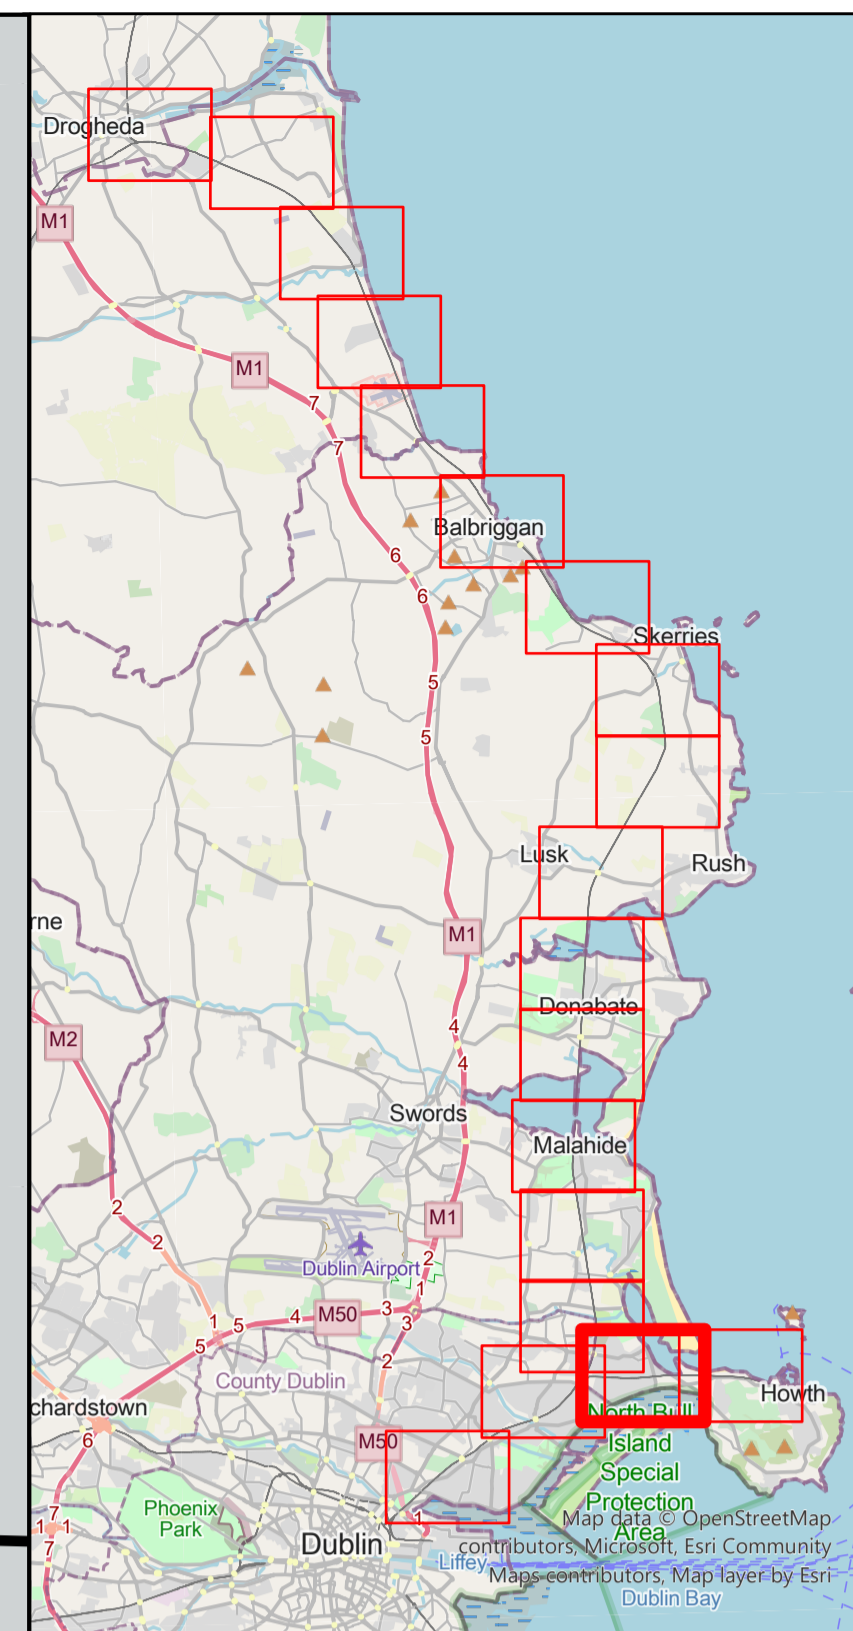 Drogheda
M1
M1
7
7
Balbriggan
6
6
Skerries
5
5
Lusk
Rush
rne
M1
Donabate
M2
4
4
Swords
Malahide
2
M1
2
Dublin Airport
2
1
M50
3
3
4
5
1
5
2
County Dublin
Howth
chardstown
North Bull
Island
Special
Protection
Area
6
M50
Phoenix
Park
7
1
1
7
1
Dublin
Liffey
Map data © OpenStreetMap
contributors, Microsoft, Esri Community
Maps contributors, Map layer by Esri
Dublin Bay